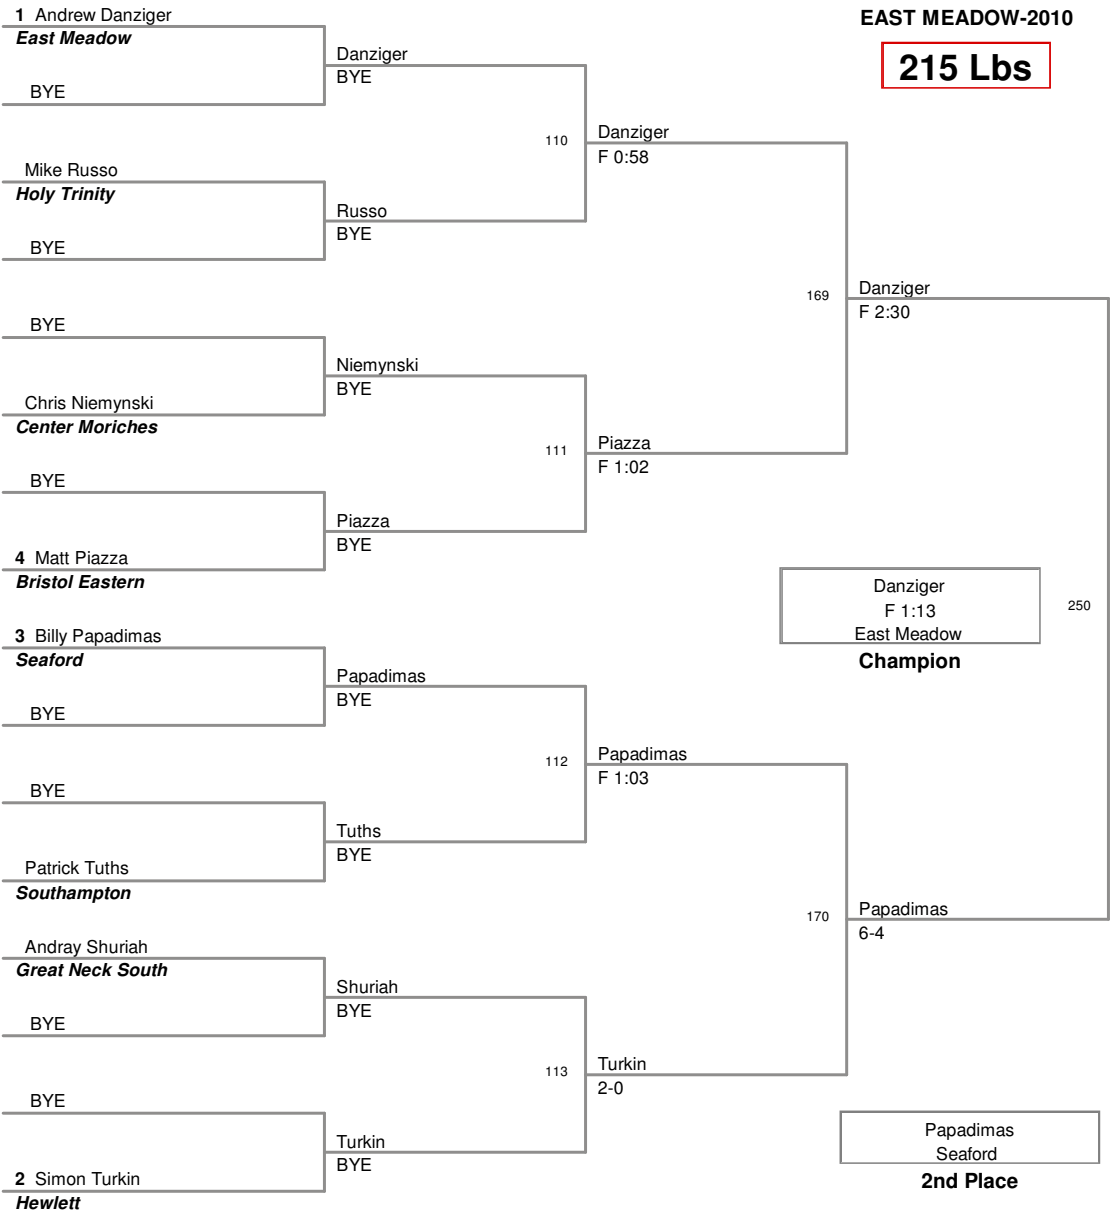 EAST MEADOW-2010
215 Lbs
1 Andrew Danziger
East Meadow
BYE
Mike Russo
Holy Trinity
BYE
BYE
Chris Niemynski
Center Moriches
BYE
4 Matt Piazza
Bristol Eastern
3 Billy Papadimas
Seaford
BYE
BYE
Patrick Tuths
Southampton
Andray Shuriah
Great Neck South
BYE
BYE
2 Simon Turkin
Hewlett
Danziger
BYE
Russo
BYE
Niemynski
BYE
Piazza
BYE
Papadimas
BYE
Tuths
BYE
Shuriah
BYE
Turkin
BYE
110
Danziger
F 0:58
111
Piazza
F 1:02
112
Papadimas
F 1:03
113
Turkin
2-0
169
Danziger
F 2:30
170
Papadimas
6-4
250
Danziger
F 1:13
East Meadow
Champion
Papadimas
Seaford
2nd Place